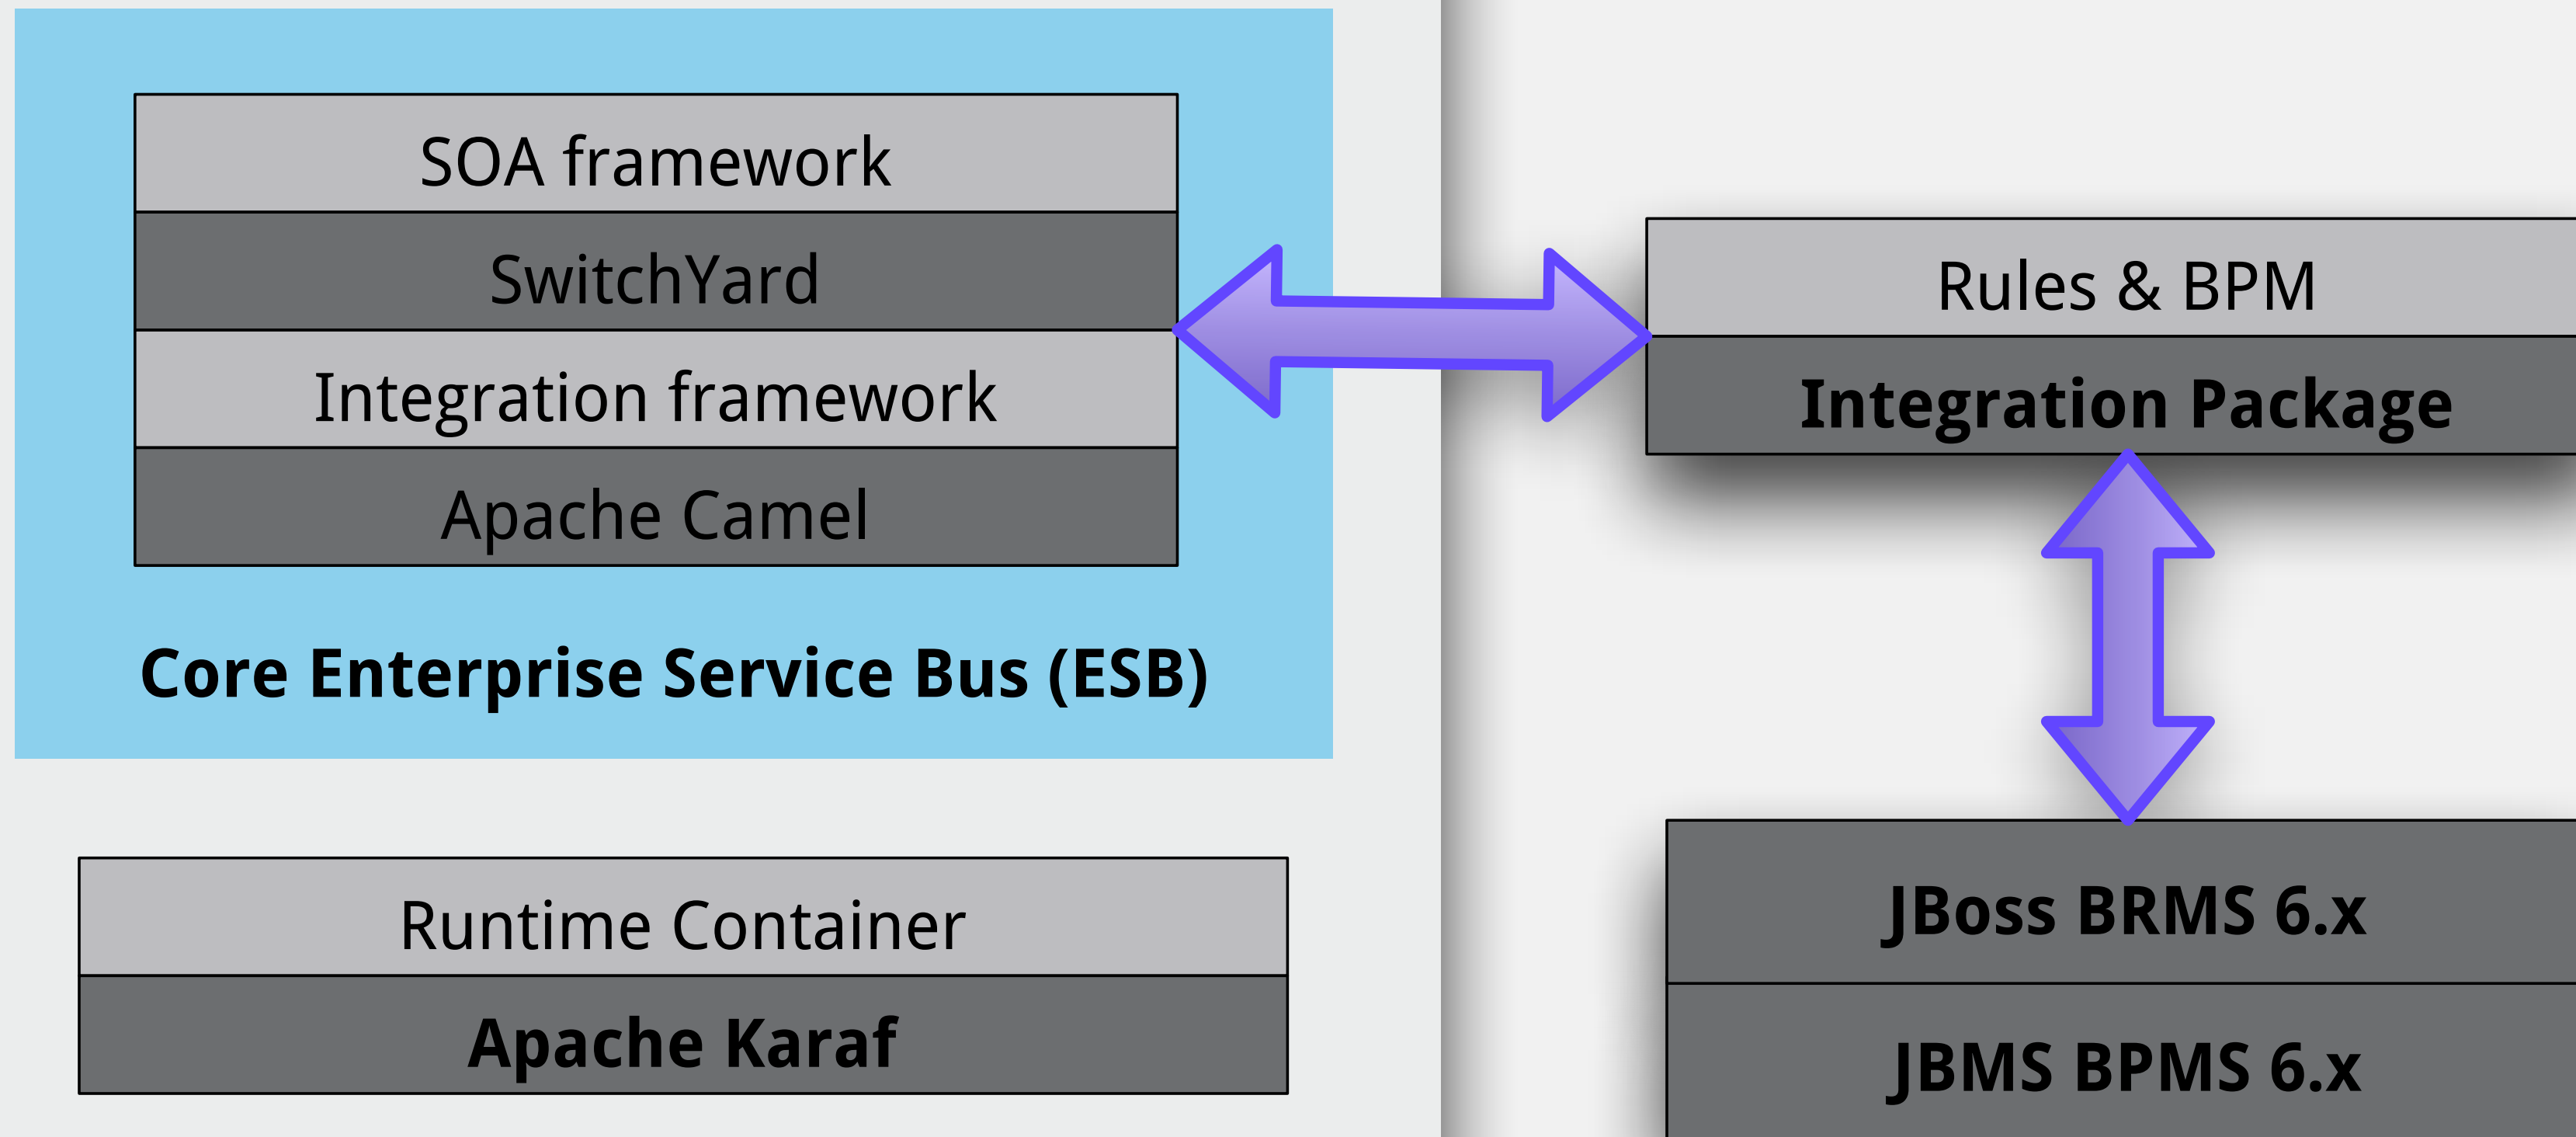 SOA framework
SwitchYard
Integration framework
Apache Camel
Core Enterprise Service Bus (ESB)
Runtime Container
Apache Karaf
Rules & BPM
Integration Package
JBoss BRMS 6.x
JBMS BPMS 6.x